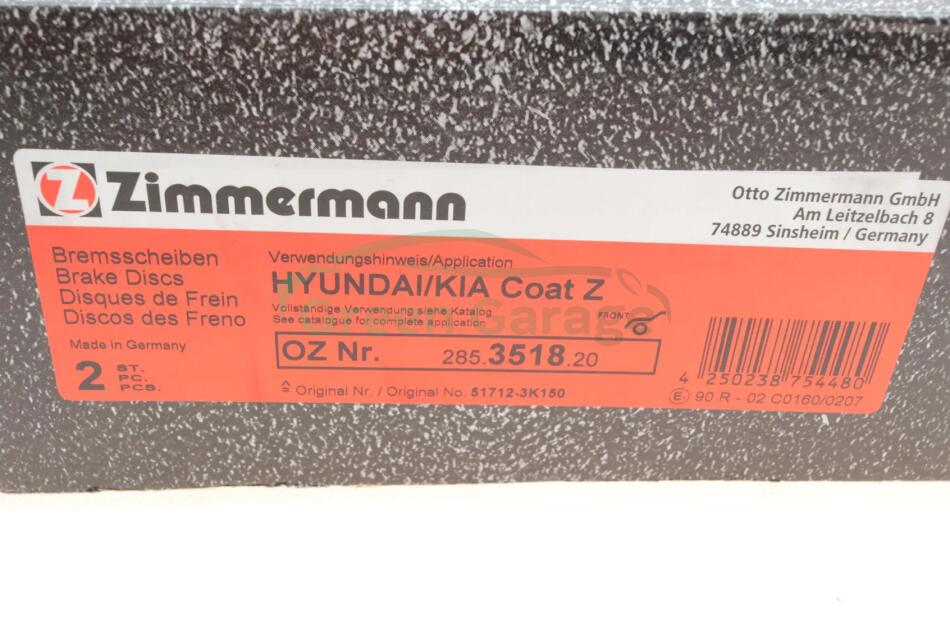 Z Zimmermann
Otto Zimmermann GmbH
Am Leitzelbach 8
74889 Sinsheim / Germany
Bremsscheiben
Brake Discs
Disques de Frein
Discos des Freno
Made in Germany
2 ST.
PC.
PCS.
Verwendungshinweis/Application
HYUNDAI/KIA Coat Z
Vollständige Verwendung siehe Katalog
See catalogue for complete application
FRONT
OZ Nr. 285.3518.20
≙ Original Nr. / Original No. 51712-3K150
4 250238 754480
E 90 R - 02 C0160/0207